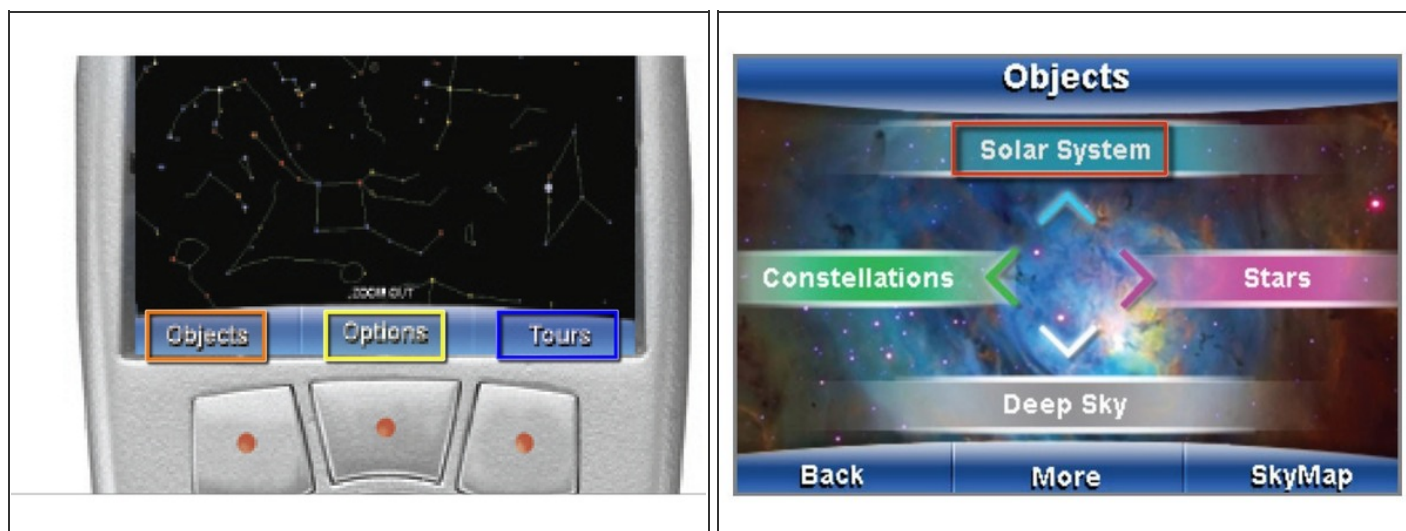 ZOOM OUT
Objects Options Tours
Objects
Solar System
Constellations Stars
Deep Sky
Back More SkyMap